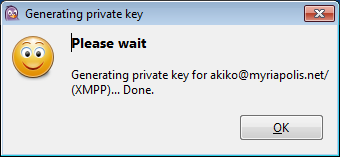 Generating private key
Please wait
Generating private key for akiko@myriapolis.net/
(XMPP)... Done.
OK